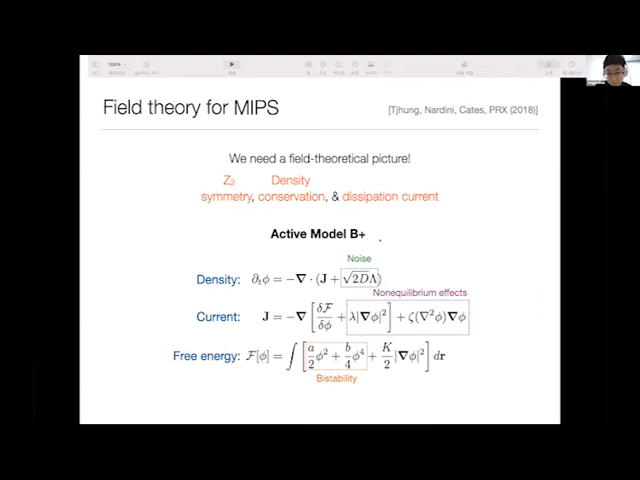 100%
Field theory for MIPS
[Tjhung, Nardini, Cates, PRX (2018)]
We need a field-theoretical picture!
Z₂ Density
symmetry, conservation, & dissipation current
Active Model B+
Noise
Density: ∂ₜϕ = −∇ · (J + √2DΛ)
Nonequilibrium effects
Current: J = −∇ [δℱ/δϕ + λ|∇ϕ|²] + ζ(∇²ϕ)∇ϕ
Free energy: ℱ[ϕ] = ∫ [a/2 ϕ² + b/4 ϕ⁴ + K/2 |∇ϕ|²] dr
Bistability